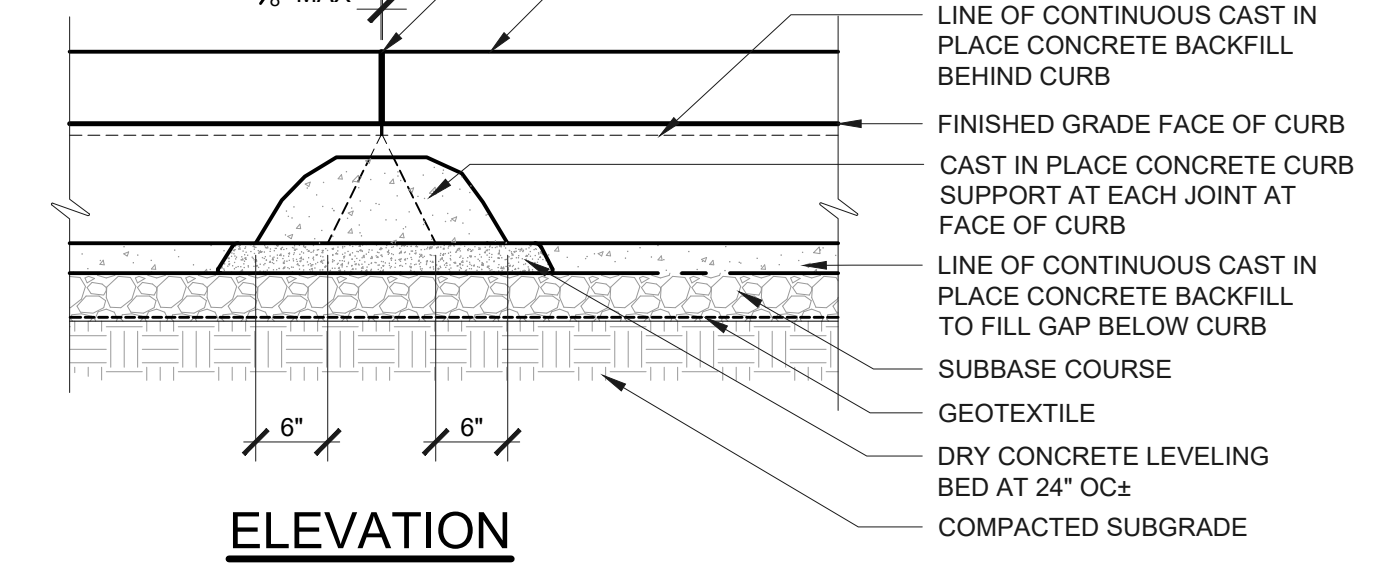 MAX
LINE OF CONTINUOUS CAST IN
PLACE CONCRETE BACKFILL
BEHIND CURB
FINISHED GRADE FACE OF CURB
CAST IN PLACE CONCRETE CURB
SUPPORT AT EACH JOINT AT
FACE OF CURB
LINE OF CONTINUOUS CAST IN
PLACE CONCRETE BACKFILL
TO FILL GAP BELOW CURB
SUBBASE COURSE
GEOTEXTILE
DRY CONCRETE LEVELING
BED AT 24" OC±
COMPACTED SUBGRADE
6"
6"
ELEVATION